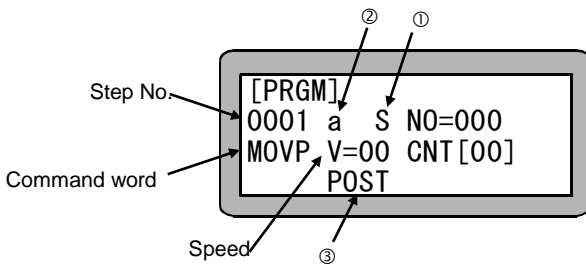 ② ①
[PRGM]
Step No.
0001 a S NO=000
MOVP V=00 CNT[00]
Command word
POST
Speed
③